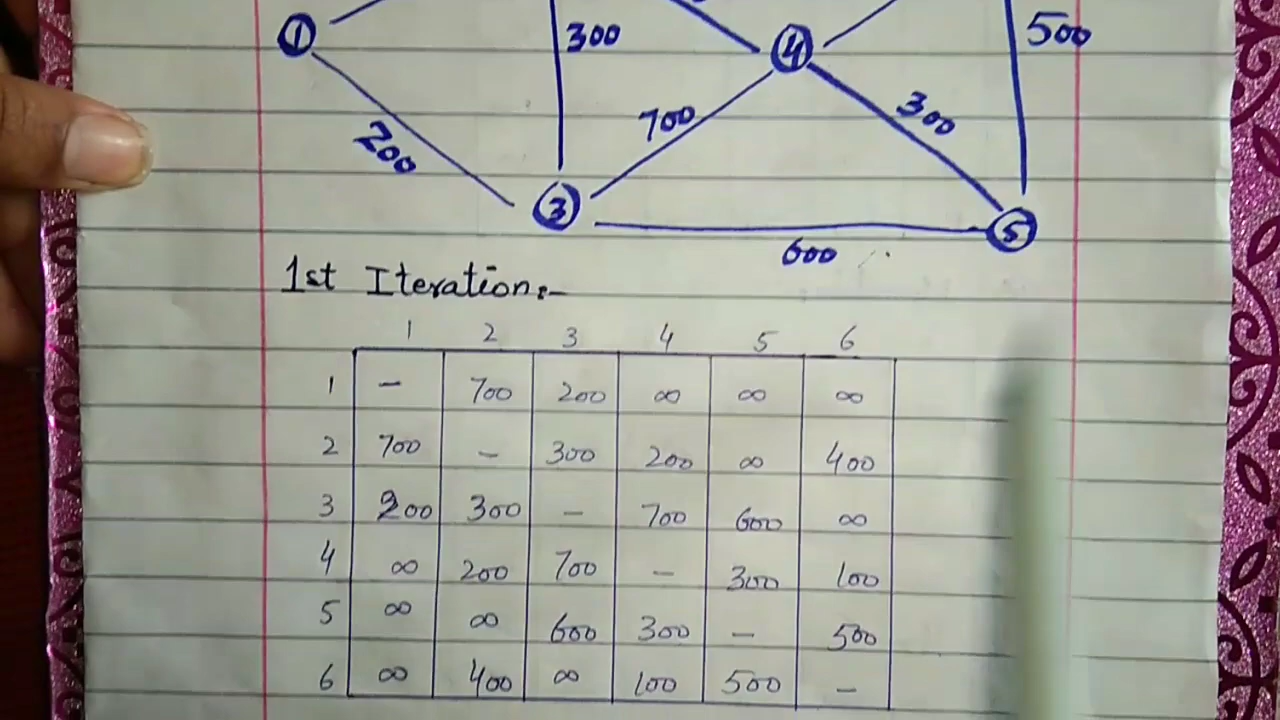 1
300
4
500
200
700
300
3
5
600
1st Iteration:-
1 2 3 4 5 6
1 - 700 200 ∞ ∞ ∞
2 700 - 300 200 ∞ 400
3 200 300 - 700 600 ∞
4 ∞ 200 700 - 300 100
5 ∞ ∞ 600 300 - 500
6 ∞ 400 ∞ 100 500 -